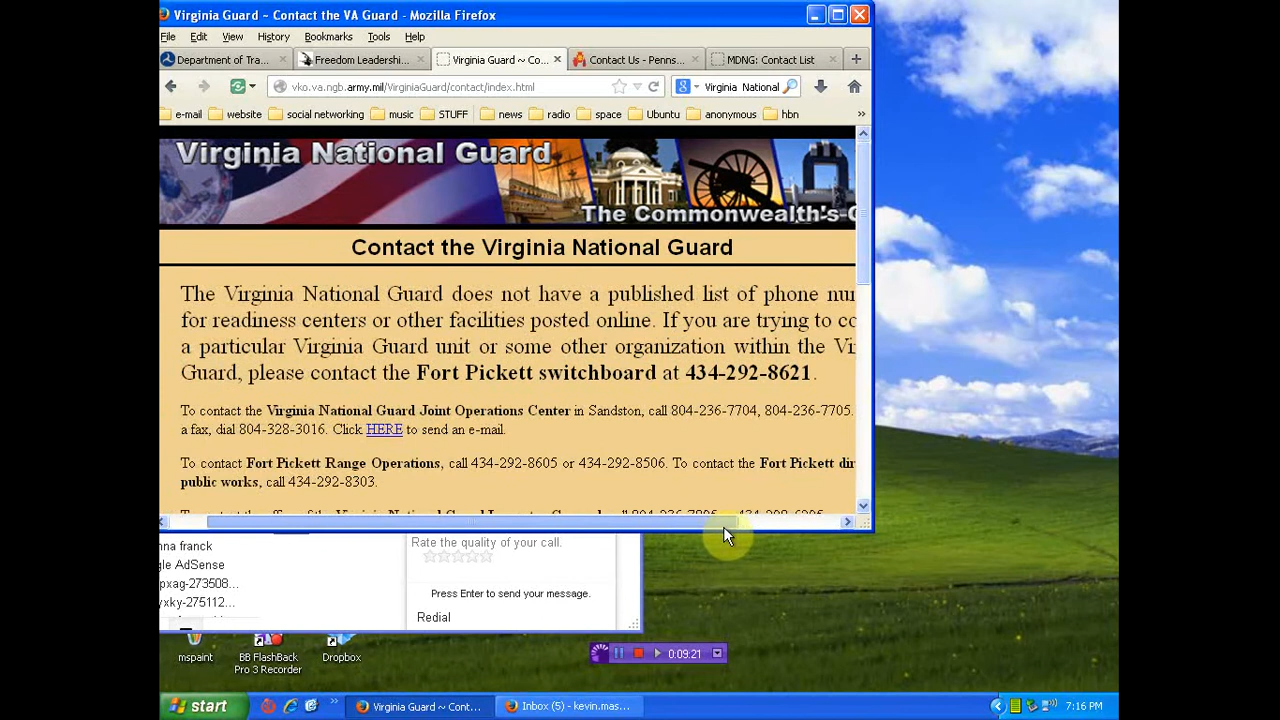 Virginia Guard ~ Contact the VA Guard - Mozilla Firefox
File Edit View History Bookmarks Tools Help
Department of Tra... Freedom Leadershi... Virginia Guard ~ Co... Contact Us - Penns... MDNG: Contact List
vko.va.ngb.army.mil/VirginiaGuard/contact/index.html Virginia National
e-mail website social networking music STUFF news radio space Ubuntu anonymous hbn »
Virginia National Guard
The Commonwealth's G
Contact the Virginia National Guard
The Virginia National Guard does not have a published list of phone nu
for readiness centers or other facilities posted online. If you are trying to co
a particular Virginia Guard unit or some other organization within the Vi
Guard, please contact the Fort Pickett switchboard at 434-292-8621.
To contact the Virginia National Guard Joint Operations Center in Sandston, call 804-236-7704, 804-236-7705.
a fax, dial 804-328-3016. Click HERE to send an e-mail.
To contact Fort Pickett Range Operations, call 434-292-8605 or 434-292-8506. To contact the Fort Pickett dir
public works, call 434-292-8303.
nna franck
gle AdSense
pxag-273508...
yxky-275112...
Rate the quality of your call.
Press Enter to send your message.
Redial
mspaint
BB FlashBack
Pro 3 Recorder
Dropbox
0:09:21
start Virginia Guard ~ Cont... Inbox (5) - kevin.mas... 7:16 PM